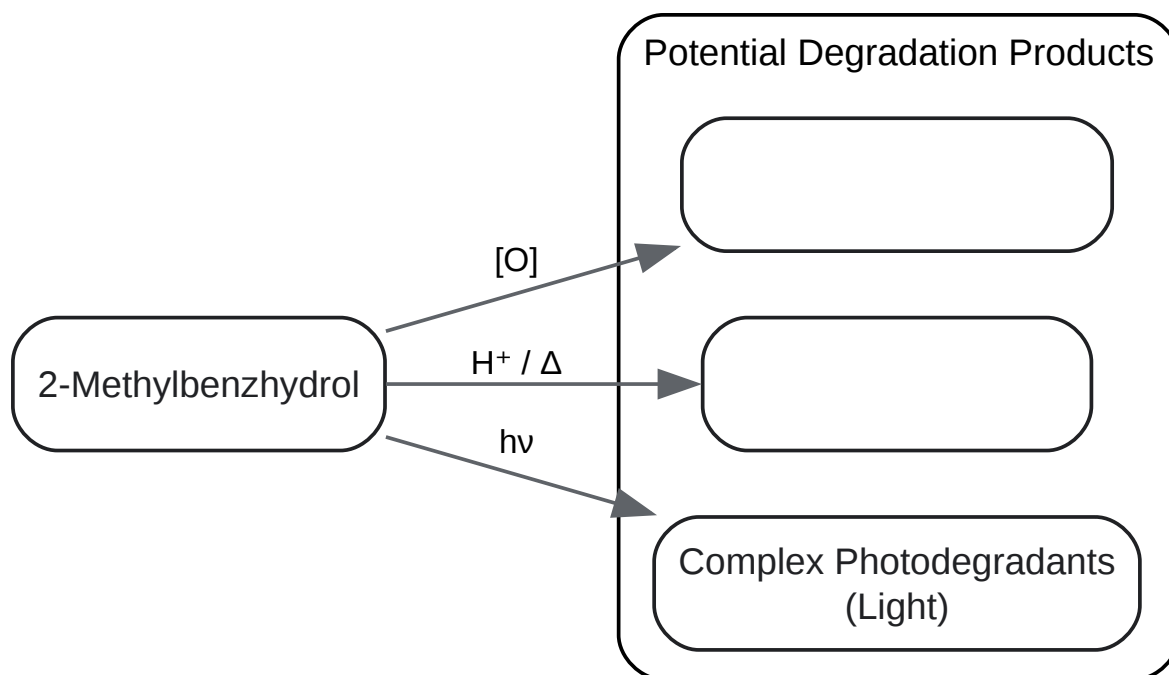 Potential Degradation Products
[O]
2-Methylbenzhydrol
H⁺ / Δ
hν
Complex Photodegradants
(Light)